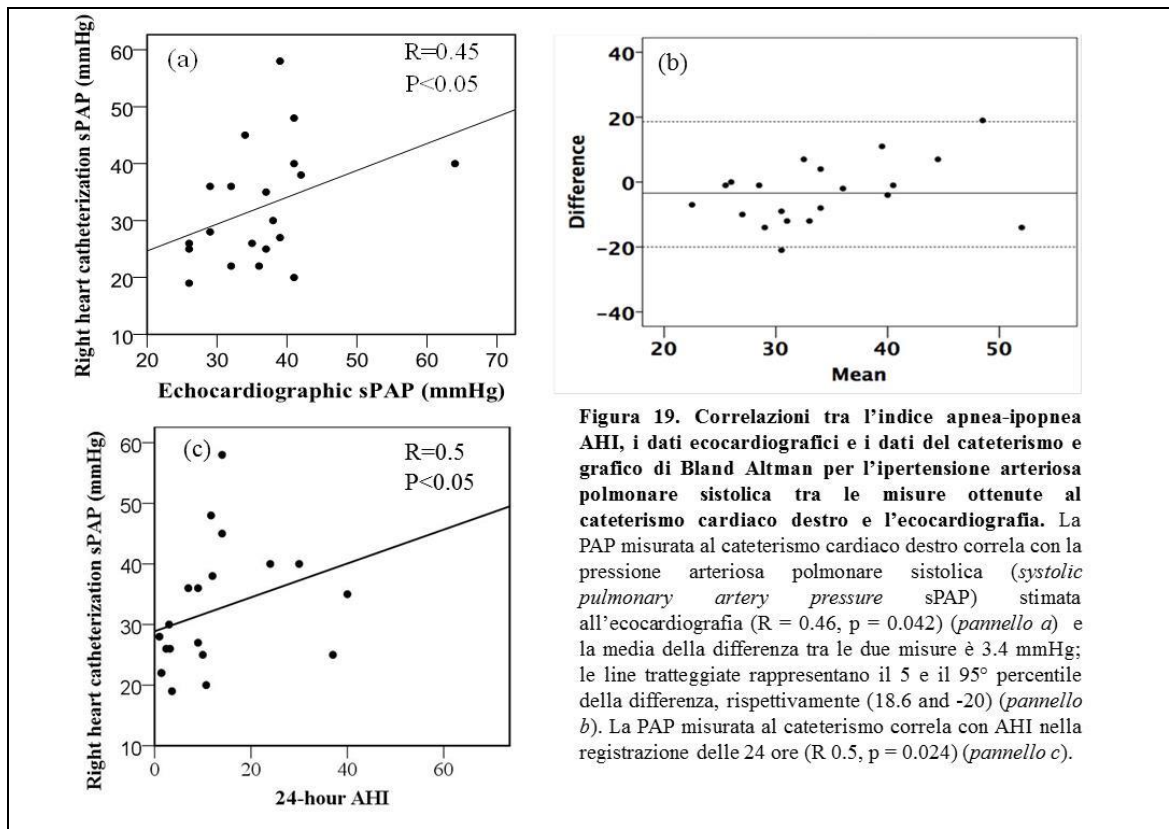 (a)
R=0.45
P<0.05
Right heart catheterization sPAP (mmHg)
60
50
40
30
20
10
20
30
40
50
60
70
Echocardiographic sPAP (mmHg)
(b)
Difference
40
20
0
−20
−40
20
30
40
50
Mean
(c)
R=0.5
P<0.05
Right heart catheterization sPAP (mmHg)
60
50
40
30
20
10
0
20
40
60
24-hour AHI
Figura 19. Correlazioni tra l’indice apnea-ipopnea
AHI, i dati ecocardiografici e i dati del cateterismo e
grafico di Bland Altman per l’ipertensione arteriosa
polmonare sistolica tra le misure ottenute al
cateterismo cardiaco destro e l’ecocardiografia. La
PAP misurata al cateterismo cardiaco destro correla con la
pressione arteriosa polmonare sistolica (systolic
pulmonary artery pressure sPAP) stimata
all’ecocardiografia (R = 0.46, p = 0.042) (pannello a) e
la media della differenza tra le due misure è 3.4 mmHg;
le line tratteggiate rappresentano il 5 e il 95° percentile
della differenza, rispettivamente (18.6 and -20) (pannello
b). La PAP misurata al cateterismo correla con AHI nella
registrazione delle 24 ore (R 0.5, p = 0.024) (pannello c).